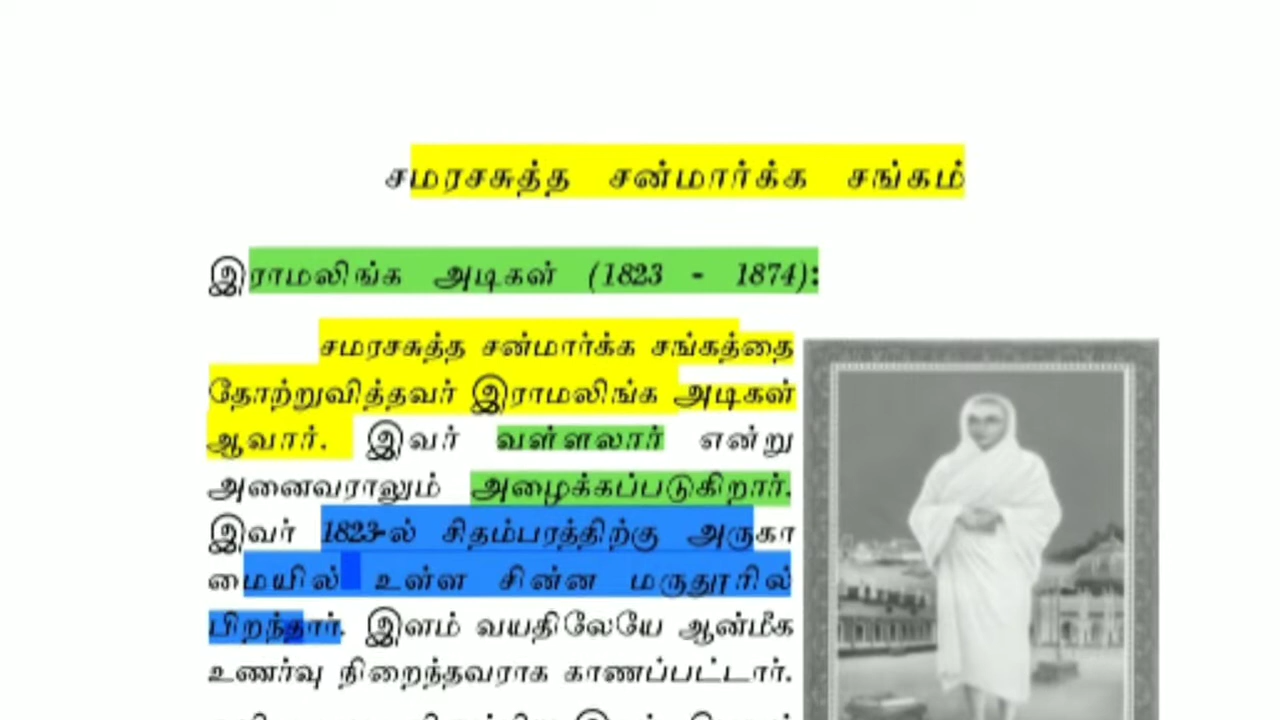 சமரசசுத்த சன்மார்க்க சங்கம்
இராமலிங்க அடிகள் (1823 - 1874):
சமரசசுத்த சன்மார்க்க சங்கத்தை
தோற்றுவித்தவர் இராமலிங்க அடிகள்
ஆவார். இவர் வள்ளலார் என்று
அனைவராலும் அழைக்கப்படுகிறார்.
இவர் 1823-ல் சிதம்பரத்திற்கு அருகா
மையில் உள்ள சின்ன மருதூரில்
பிறந்தார். இளம் வயதிலேயே ஆன்மீக
உணர்வு நிறைந்தவராக காணப்பட்டார்.